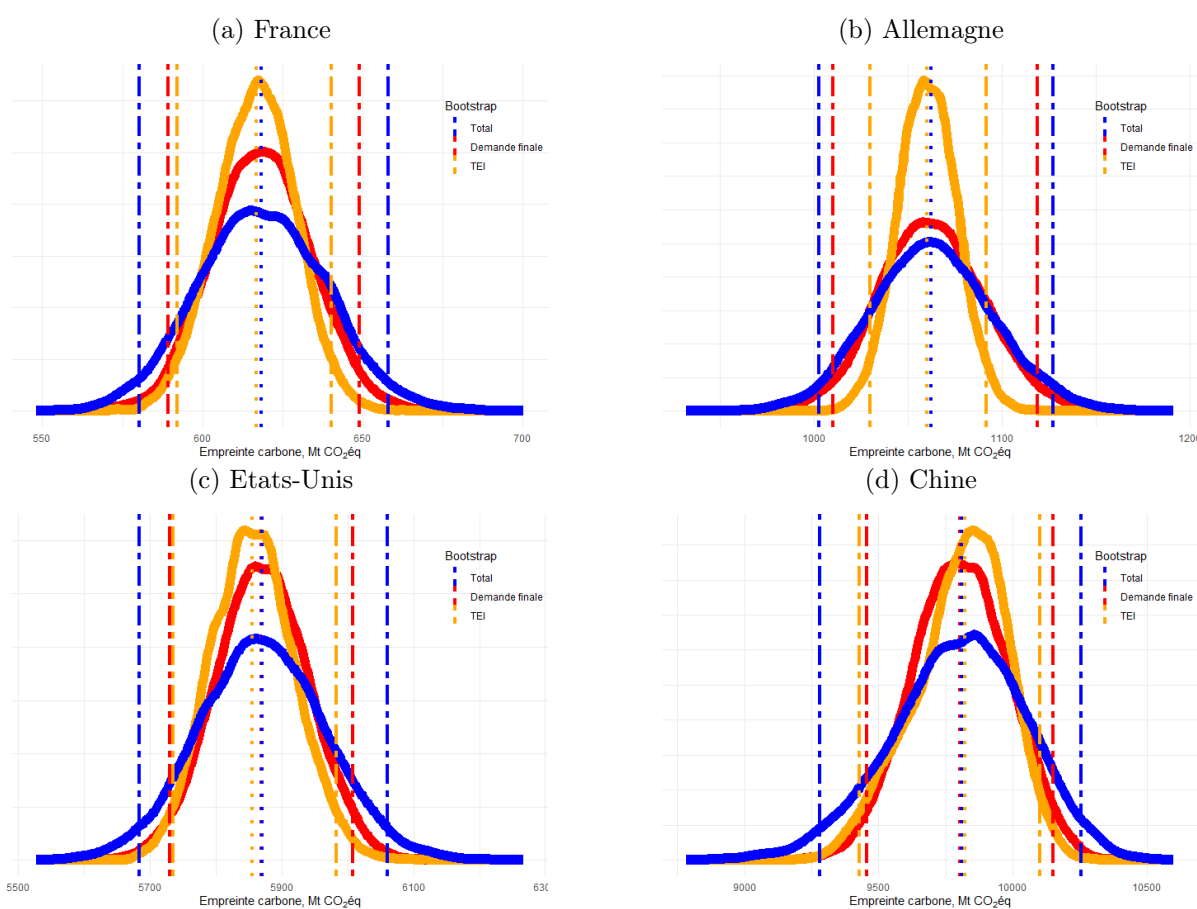 (a) France
(b) Allemagne
Bootstrap
Total
Demande finale
TEI
550
600
650
700
Empreinte carbone, Mt CO₂éq
Bootstrap
Total
Demande finale
TEI
1000
1100
1200
Empreinte carbone, Mt CO₂éq
(c) Etats-Unis
(d) Chine
Bootstrap
Total
Demande finale
TEI
5500
5700
5900
6100
630
Empreinte carbone, Mt CO₂éq
Bootstrap
Total
Demande finale
TEI
9000
9500
10000
10500
Empreinte carbone, Mt CO₂éq